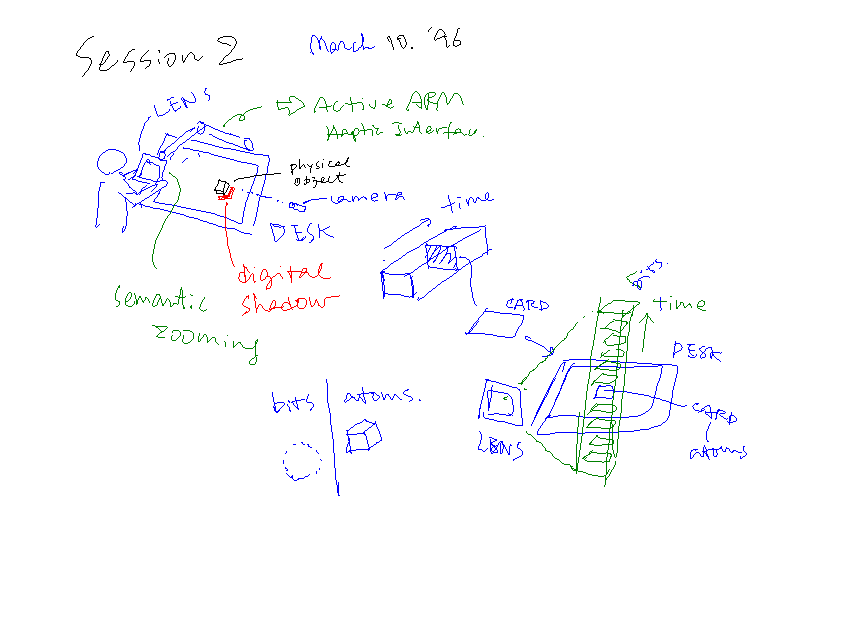 Session 2
March 10. '96
LENS
⇒ Active ARM
Haptic Interfac.
physical
object
camera
DESK
digital
shadow
semantic
zooming
time
CARD
bits.
time
DESK
CARD
atoms
LENS
bits
atoms.